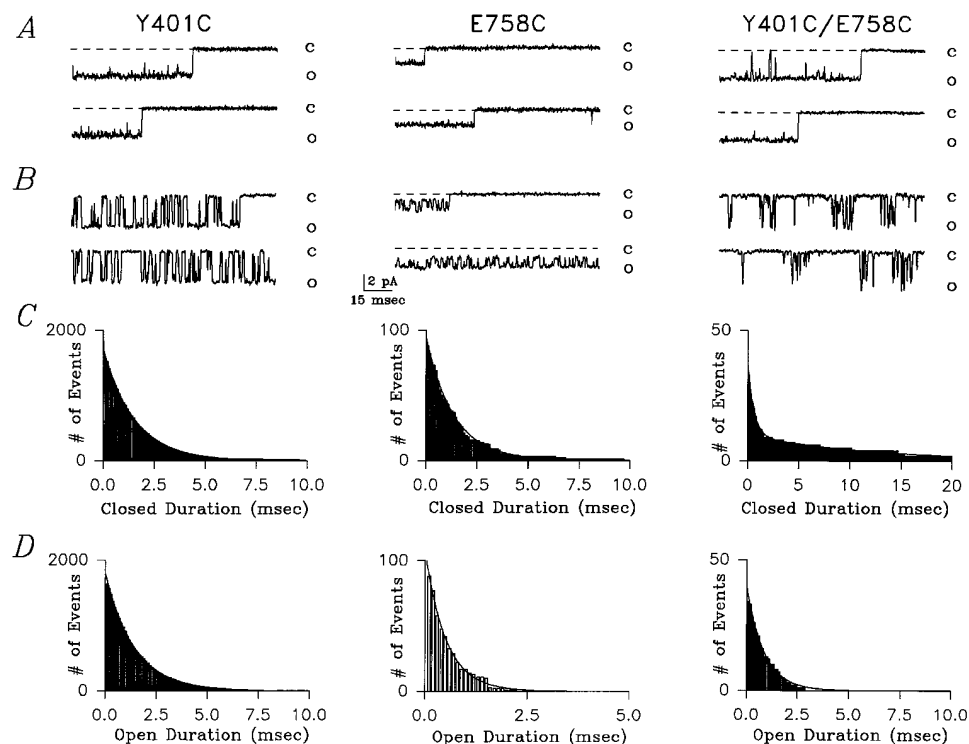 A
Y401C
E758C
Y401C/E758C
C
O
C
O
C
O
C
O
C
O
C
O
B
C
O
C
O
C
O
C
O
C
O
C
O
2 pA
15 msec
C
2000
# of Events
0
0.0 2.5 5.0 7.5 10.0
Closed Duration (msec)
100
# of Events
0
0.0 2.5 5.0 7.5 10.0
Closed Duration (msec)
50
# of Events
0
0 5 10 15 20
Closed Duration (msec)
D
2000
# of Events
0
0.0 2.5 5.0 7.5 10.0
Open Duration (msec)
100
# of Events
0
0.0 2.5 5.0
Open Duration (msec)
50
# of Events
0
0.0 2.5 5.0 7.5 10.0
Open Duration (msec)